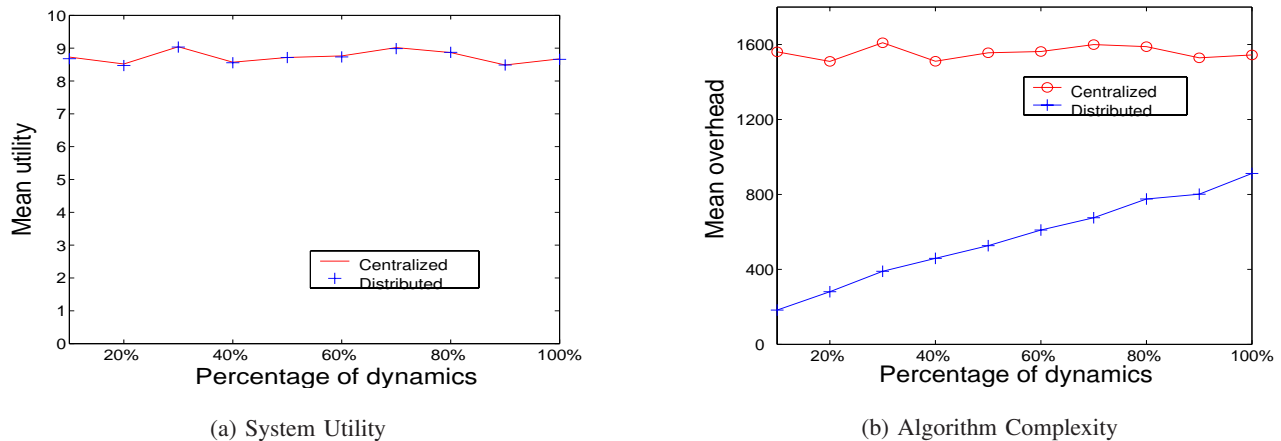 10
9
8
7
6
5
4
3
2
1
0
Mean utility
Centralized
Distributed
20% 40% 60% 80% 100%
Percentage of dynamics
(a) System Utility
1600
1200
800
400
0
Mean overhead
Centralized
Distributed
20% 40% 60% 80% 100%
Percentage of dynamics
(b) Algorithm Complexity